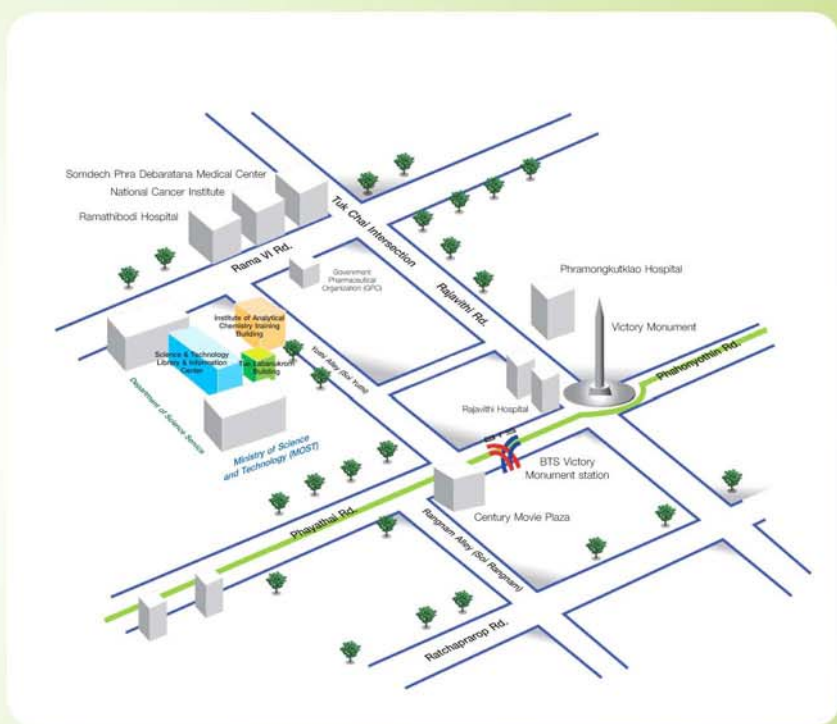 Somdech Phra Debaratana Medical Center
National Cancer Institute
Ramathibodi Hospital
Tuk Chai Intersection
Rama VI Rd.
Government
Pharmaceutical
Organization (GPO)
Rajavithi Rd.
Phramongkutklao Hospital
Victory Monument
Institute of Analytical
Chemistry training
Building
Science & Technology
Library & Information
Center
Building
Yothi Alley (Soi Yothi)
Phahonyothin Rd.
Department of Science Service
Rajavithi Hospital
Ministry of Science
and Technology (MOST)
BTS
BTS Victory
Monument station
Century Movie Plaza
Phayathai Rd.
Rangnam Alley (Soi Rangnam)
Ratchaprarop Rd.